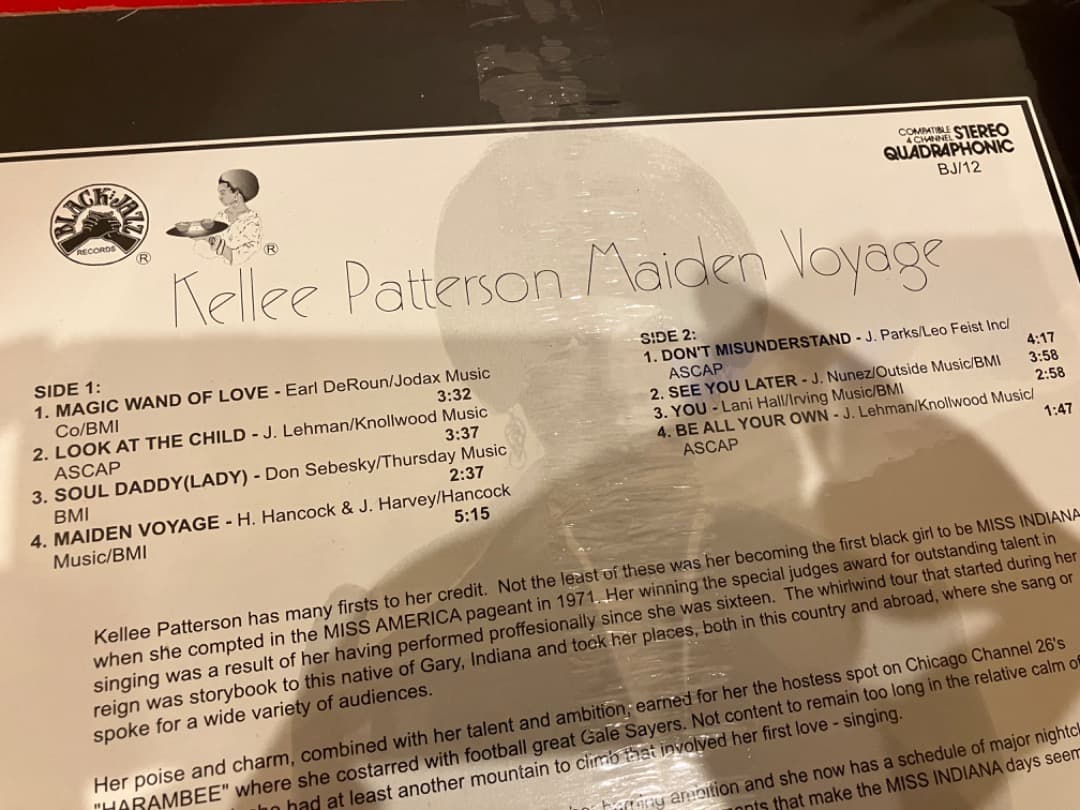 COMPATIBLE
4 CHANNEL STEREO
QUADRAPHONIC
BJ/12
BLACK JAZZ
RECORDS
®
®
Kellee Patterson Maiden Voyage
SIDE 1:
1. MAGIC WAND OF LOVE - Earl DeRoun/Jodax Music
Co/BMI 3:32
2. LOOK AT THE CHILD - J. Lehman/Knollwood Music
ASCAP 3:37
3. SOUL DADDY(LADY) - Don Sebesky/Thursday Music
BMI 2:37
4. MAIDEN VOYAGE - H. Hancock & J. Harvey/Hancock
Music/BMI 5:15
SIDE 2:
1. DON'T MISUNDERSTAND - J. Parks/Leo Feist Inc/
ASCAP 4:17
2. SEE YOU LATER - J. Nunez/Outside Music/BMI 3:58
3. YOU - Lani Hall/Irving Music/BMI 2:58
4. BE ALL YOUR OWN - J. Lehman/Knollwood Music/
ASCAP 1:47
Kellee Patterson has many firsts to her credit. Not the least of these was her becoming the first black girl to be MISS INDIANA
when she compted in the MISS AMERICA pageant in 1971. Her winning the special judges award for outstanding talent in
singing was a result of her having performed proffesionally since she was sixteen. The whirlwind tour that started during her
reign was storybook to this native of Gary, Indiana and took her places, both in this country and abroad, where she sang or
spoke for a wide variety of audiences.
Her poise and charm, combined with her talent and ambition, earned for her the hostess spot on Chicago Channel 26's
"HARAMBEE" where she costarred with football great Gale Sayers. Not content to remain too long in the relative calm of
had at least another mountain to climb that involved her first love - singing.
ambition and she now has a schedule of major nightcl
that make the MISS INDIANA days seem